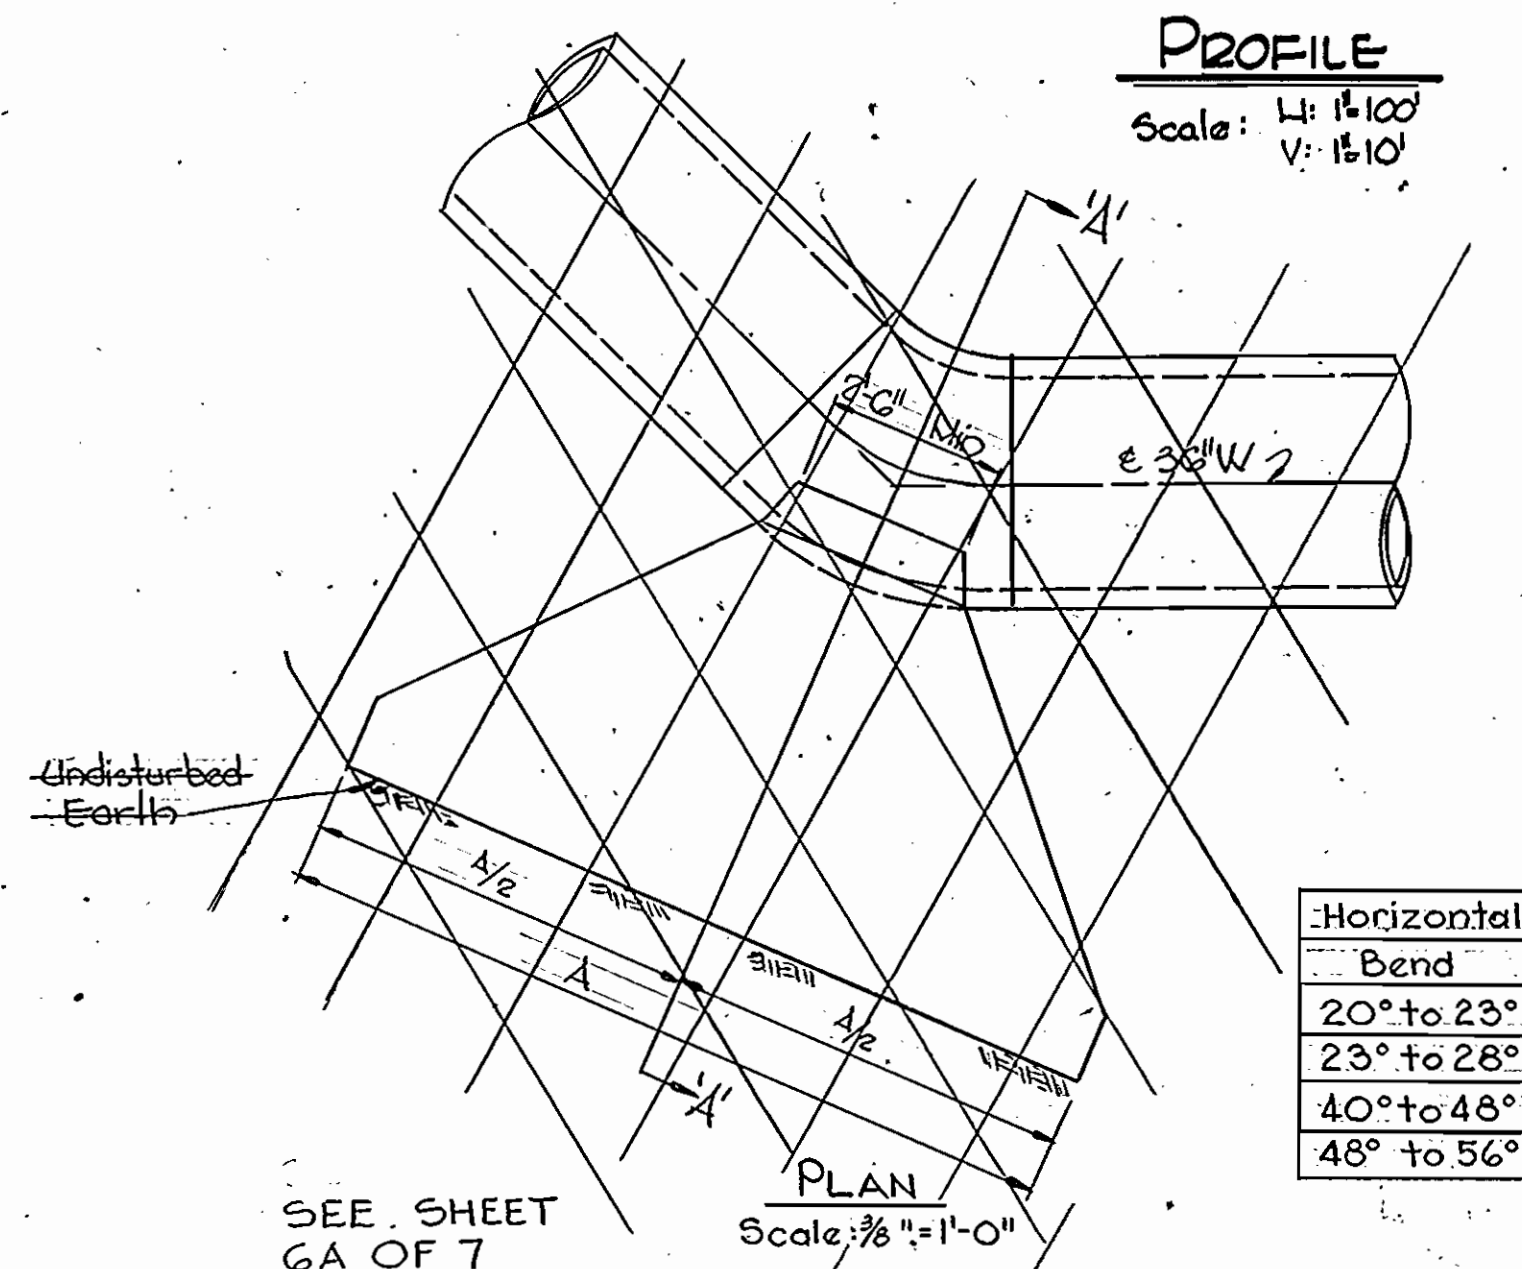 PROFILE
Scale: H: 1"=100'
V: 1"=10'
'A'
2'-6" Min
℄ 36" W
Undisturbed
Earth
A/2
A
A/2
'A'
PLAN
Scale: 3/8" = 1'-0"
SEE SHEET
6A OF 7
Horizontal
Bend
20° to 23°
23° to 28°
40° to 48°
48° to 56°